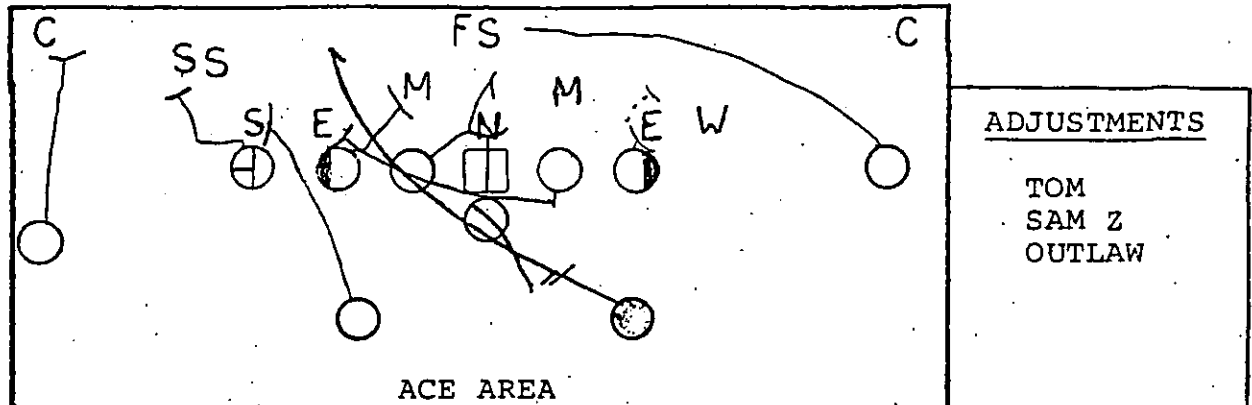 C FS C
SS
M M
S E N E W
ACE AREA
ADJUSTMENTS
TOM
SAM Z
OUTLAW